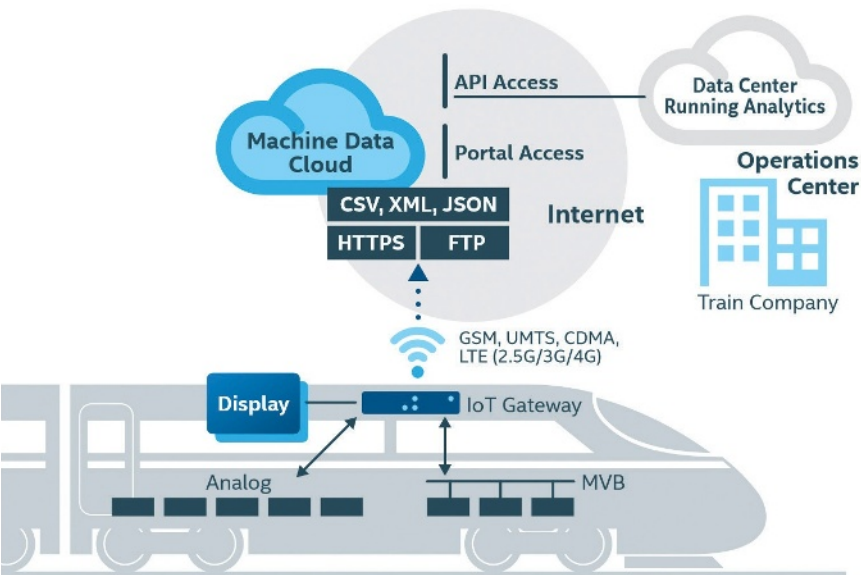 API Access
Data Center
Running Analytics
Machine Data
Cloud
Portal Access
Operations
Center
CSV, XML, JSON
Internet
HTTPS
FTP
Train Company
GSM, UMTS, CDMA,
LTE (2.5G/3G/4G)
Display
IoT Gateway
Analog
MVB